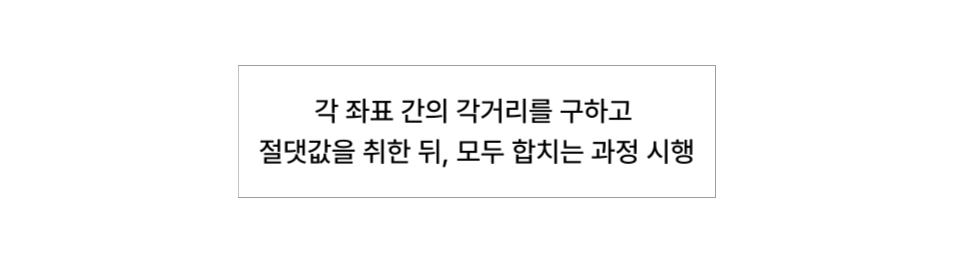 각 좌표 간의 각거리를 구하고
절댓값을 취한 뒤, 모두 합치는 과정 시행